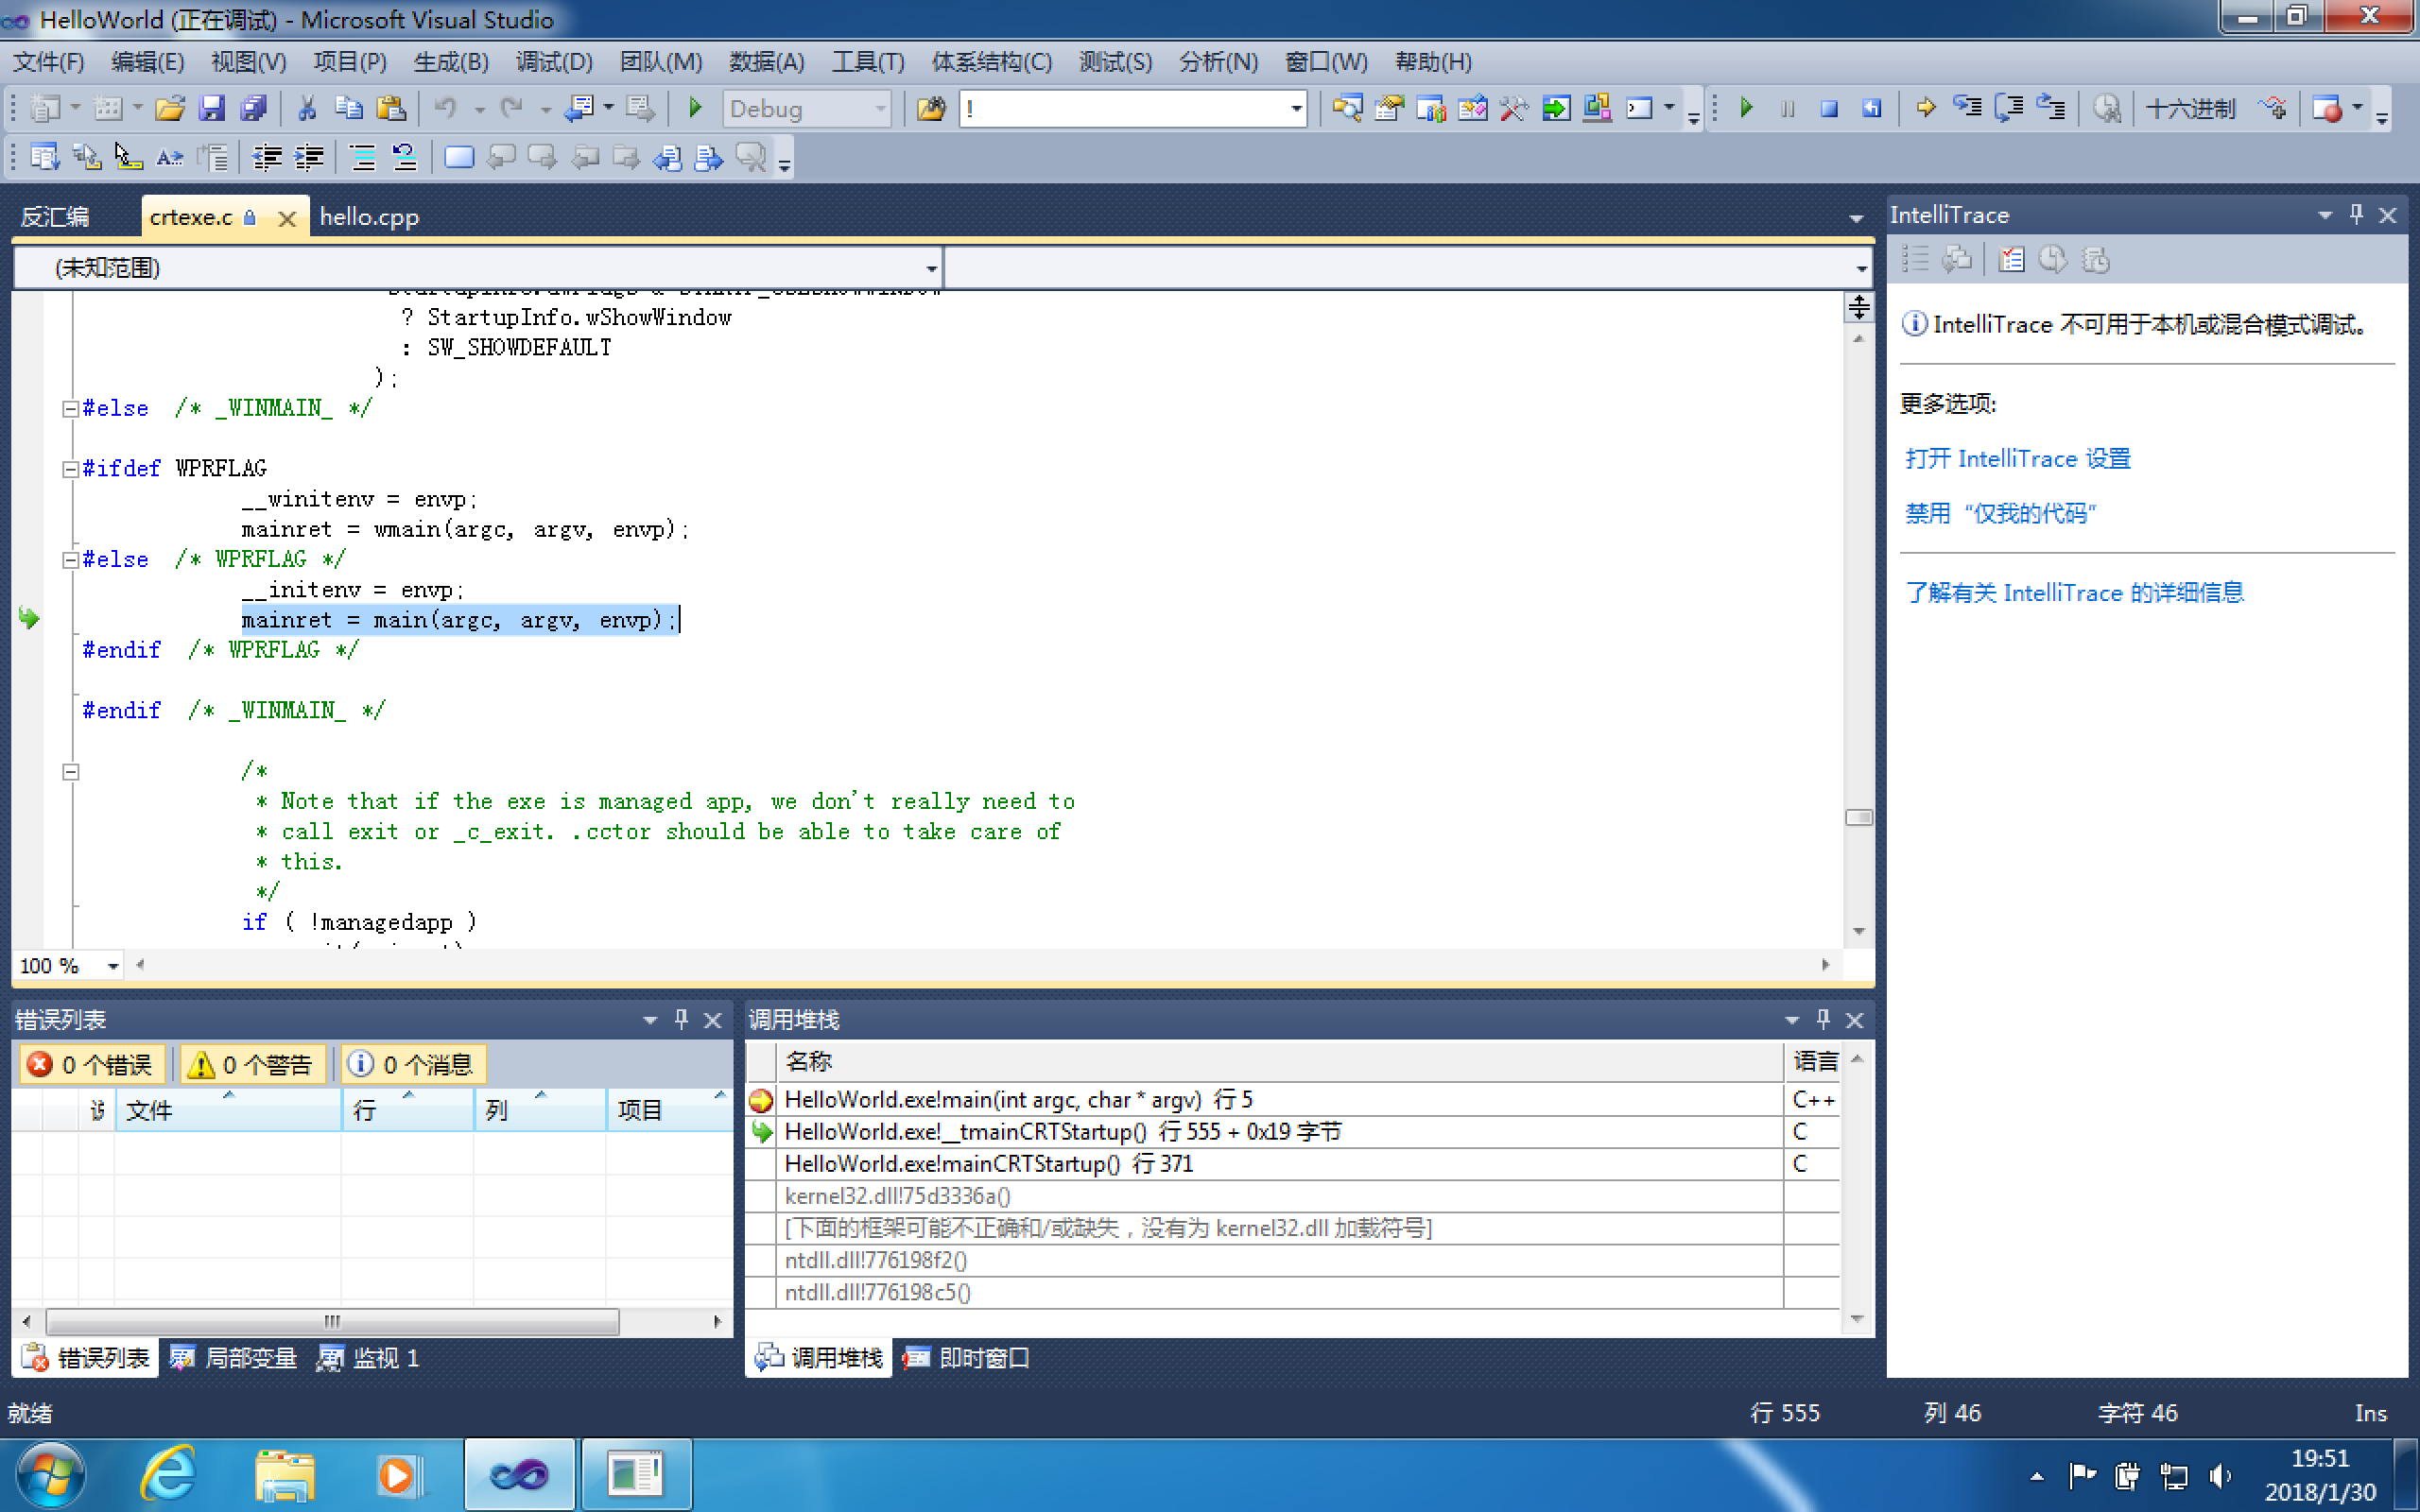 HelloWorld (正在调试) - Microsoft Visual Studio
文件(F) 编辑(E) 视图(V) 项目(P) 生成(B) 调试(D) 团队(M) 数据(A) 工具(T) 体系结构(C) 测试(S) 分析(N) 窗口(W) 帮助(H)
Debug ! 十六进制
反汇编 crtexe.c hello.cpp
(未知范围)
? StartupInfo.wShowWindow
: SW_SHOWDEFAULT
);
#else /* _WINMAIN_ */
#ifdef WPRFLAG
__winitenv = envp;
mainret = wmain(argc, argv, envp);
#else /* WPRFLAG */
__initenv = envp;
mainret = main(argc, argv, envp);
#endif /* WPRFLAG */
#endif /* _WINMAIN_ */
/*
* Note that if the exe is managed app, we don't really need to
* call exit or _c_exit. .cctor should be able to take care of
* this.
*/
if ( !managedapp )
100 %
IntelliTrace
IntelliTrace 不可用于本机或混合模式调试。
更多选项:
打开 IntelliTrace 设置
禁用“仅我的代码”
了解有关 IntelliTrace 的详细信息
错误列表
0 个错误 0 个警告 0 个消息
文件 行 列 项目
错误列表 局部变量 监视 1
调用堆栈
名称 语言
HelloWorld.exe!main(int argc, char * argv) 行 5 C++
HelloWorld.exe!__tmainCRTStartup() 行 555 + 0x19 字节 C
HelloWorld.exe!mainCRTStartup() 行 371 C
kernel32.dll!75d3336a()
[下面的框架可能不正确和/或缺失，没有为 kernel32.dll 加载符号]
ntdll.dll!776198f2()
ntdll.dll!776198c5()
调用堆栈 即时窗口
就绪 行 555 列 46 字符 46 Ins
19:51
2018/1/30